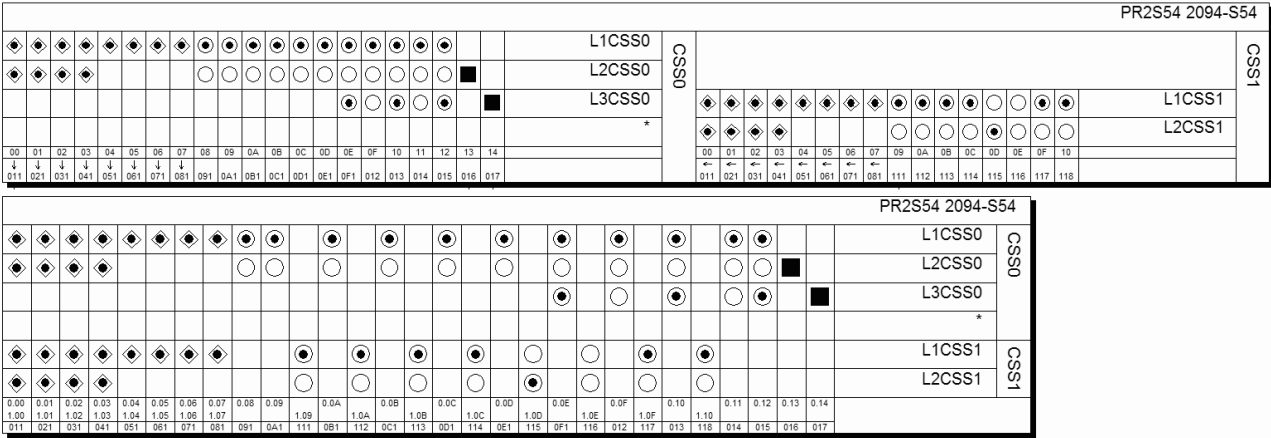 PR2S54 2094-S54
L1CSS0
L2CSS0
L3CSS0
*
CSS0
00 01 02 03 04 05 06 07 08 09 0A 0B 0C 0D 0E 0F 10 11 12 13 14
011 021 031 041 051 061 071 081 091 0A1 0B1 0C1 0D1 0E1 0F1 012 013 014 015 016 017
L1CSS1
L2CSS1
CSS1
00 01 02 03 04 05 06 07 09 0A 0B 0C 0D 0E 0F 10
011 021 031 041 051 061 071 081 111 112 113 114 115 116 117 118
PR2S54 2094-S54
L1CSS0
L2CSS0
L3CSS0
*
CSS0
L1CSS1
L2CSS1
CSS1
0.00 0.01 0.02 0.03 0.04 0.05 0.06 0.07 0.08 0.09 0.0A 0.0B 0.0C 0.0D 0.0E 0.0F 0.10 0.11 0.12 0.13 0.14
1.00 1.01 1.02 1.03 1.04 1.05 1.06 1.07 1.09 1.0A 1.0B 1.0C 1.0D 1.0E 1.0F 1.10
011 021 031 041 051 061 071 081 091 0A1 111 0B1 112 0C1 113 0D1 114 0E1 115 0F1 116 012 117 013 118 014 015 016 017